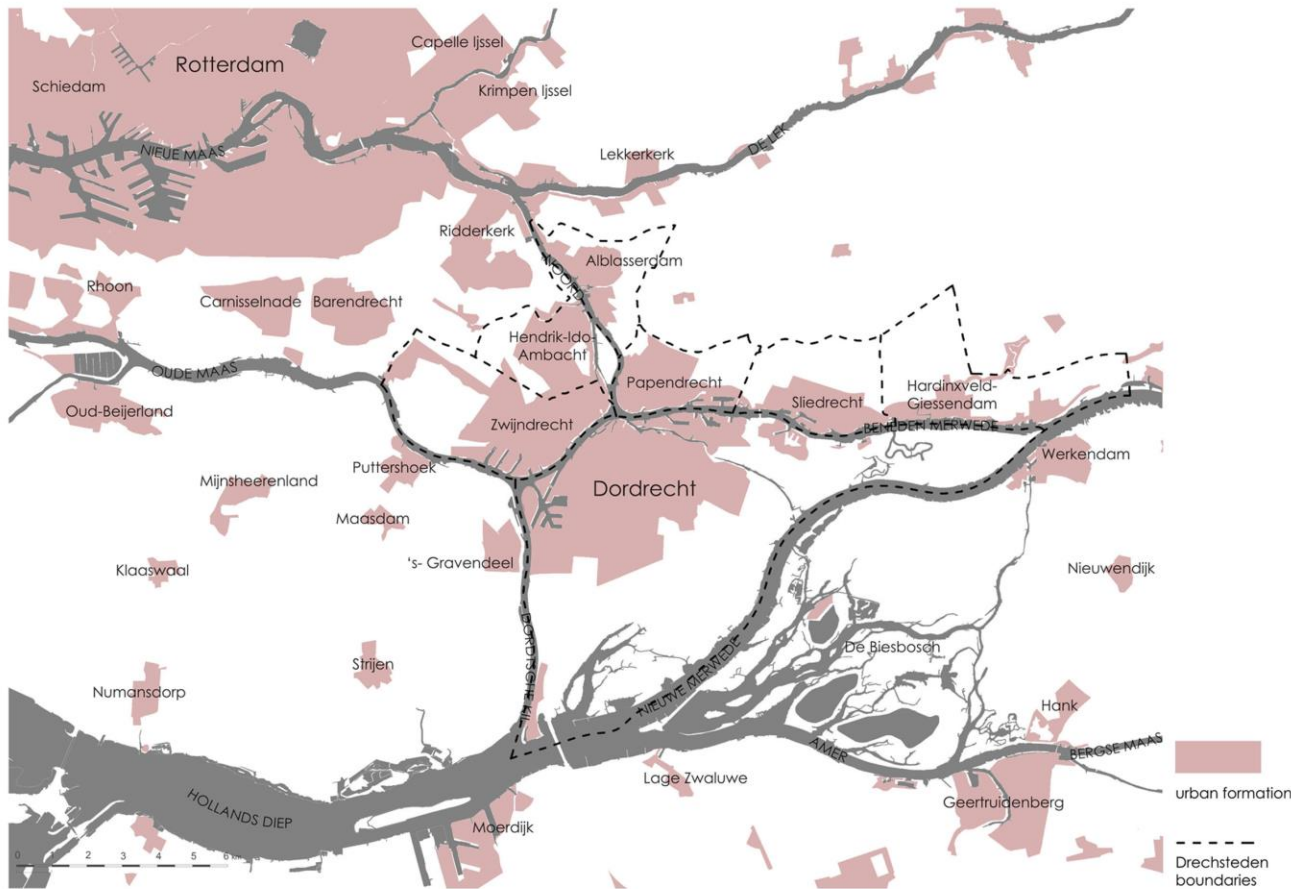 Capelle Ijssel
Rotterdam
Schiedam
Krimpen Ijssel
NIEUE MAAS
DE LEK
Lekkerkerk
Ridderkerk
Alblasserdam
NOORD
Rhoon
Carnisselnade
Barendrecht
Hendrik-Ido-
Ambacht
OUDE MAAS
Papendrecht
Hardinxveld-
Giessendam
Oud-Beijerland
Sliedrecht
Zwijndrecht
BENEDEN MERWEDE
Werkendam
Puttershoek
Mijnsheerenland
Dordrecht
Maasdam
's- Gravendeel
Klaaswaal
Nieuwendijk
DORDTSCHE KIL
De Biesbosch
Strijen
NIEUWE MERWEDE
Numansdorp
Hank
AMER
BERGSE MAAS
Lage Zwaluwe
urban formation
HOLLANDS DIEP
Geertruidenberg
Moerdijk
0 1 2 3 4 5 6 km
Drechsteden
boundaries